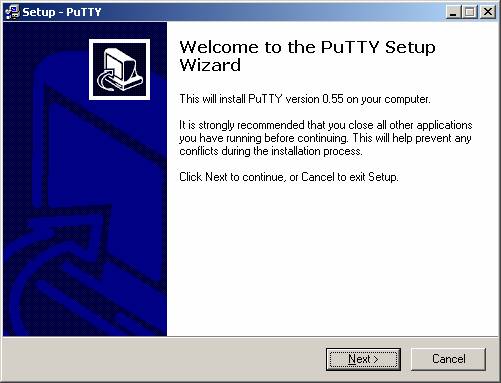 Setup - PuTTY
Welcome to the PuTTY Setup
Wizard
This will install PuTTY version 0.55 on your computer.
It is strongly recommended that you close all other applications
you have running before continuing. This will help prevent any
conflicts during the installation process.
Click Next to continue, or Cancel to exit Setup.
Next >
Cancel